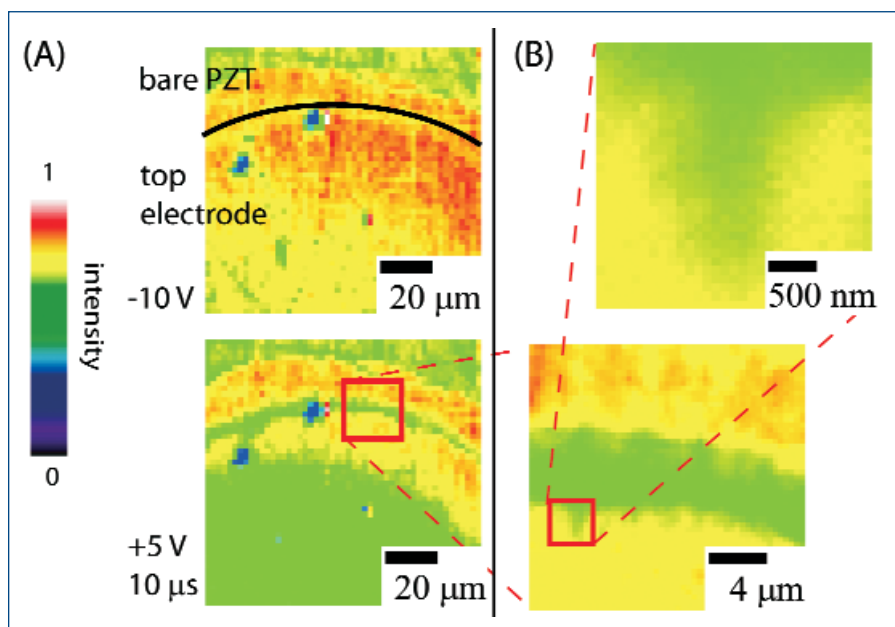 (A)
bare PZT
top
electrode
-10 V
20 μm
1
intensity
0
+5 V
10 μs
20 μm
(B)
500 nm
4 μm